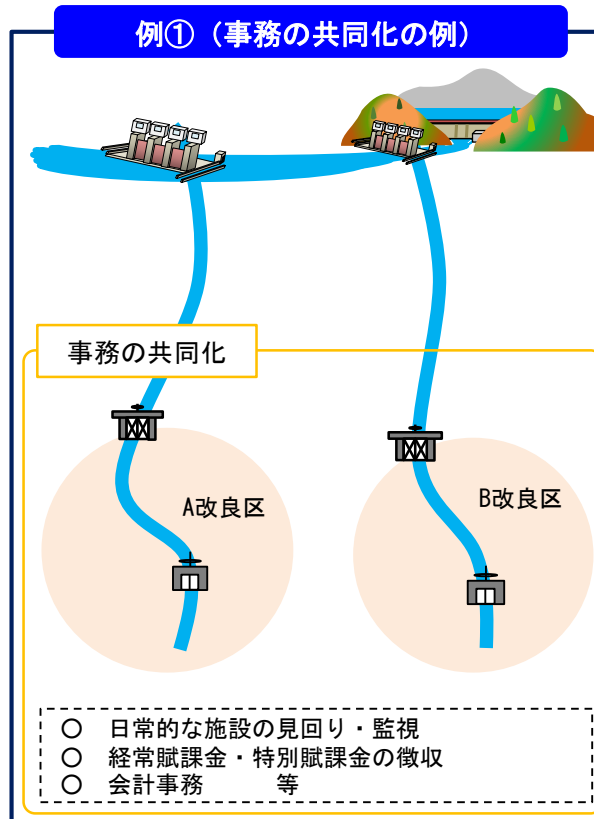 例①（事務の共同化の例）
事務の共同化
A改良区
B改良区
○　日常的な施設の見回り・監視
○　経常賦課金・特別賦課金の徴収
○　会計事務　　　等